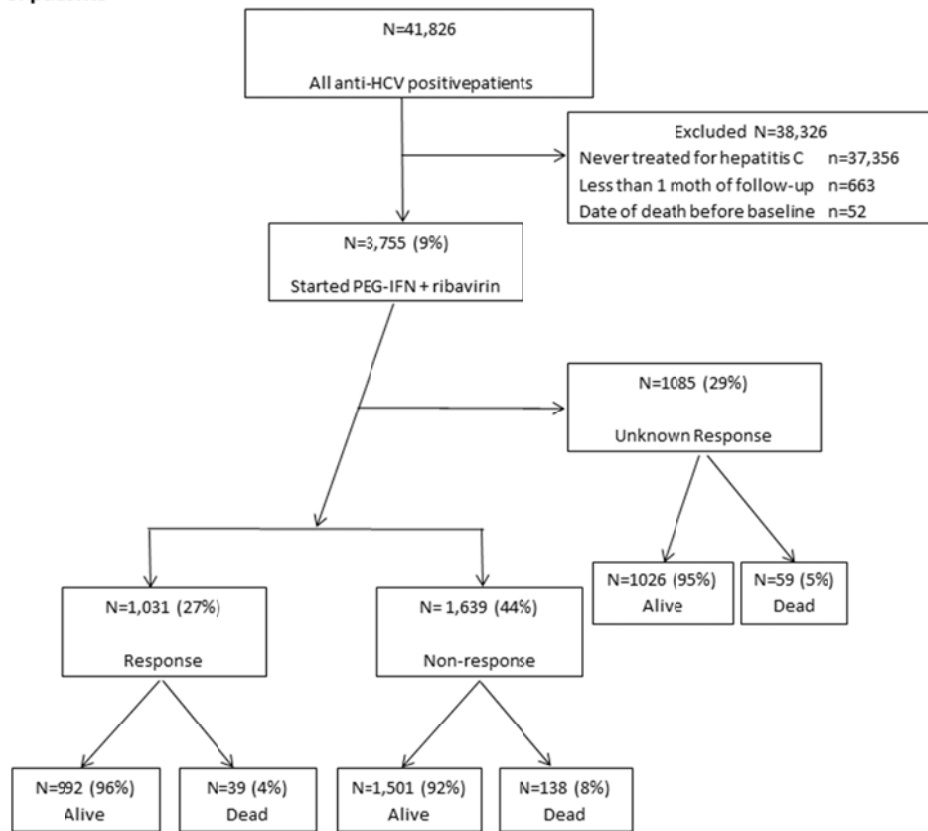 N=41,826
All anti-HCV positivepatients
Excluded N=38,326
Never treated for hepatitis C n=37,356
Less than 1 moth of follow-up n=663
Date of death before baseline n=52
N=3,755 (9%)
Started PEG-IFN + ribavirin
N=1085 (29%)
Unknown Response
N=1026 (95%)
Alive
N=59 (5%)
Dead
N=1,031 (27%)
Response
N= 1,639 (44%)
Non-response
N=992 (96%)
Alive
N=39 (4%)
Dead
N=1,501 (92%)
Alive
N=138 (8%)
Dead